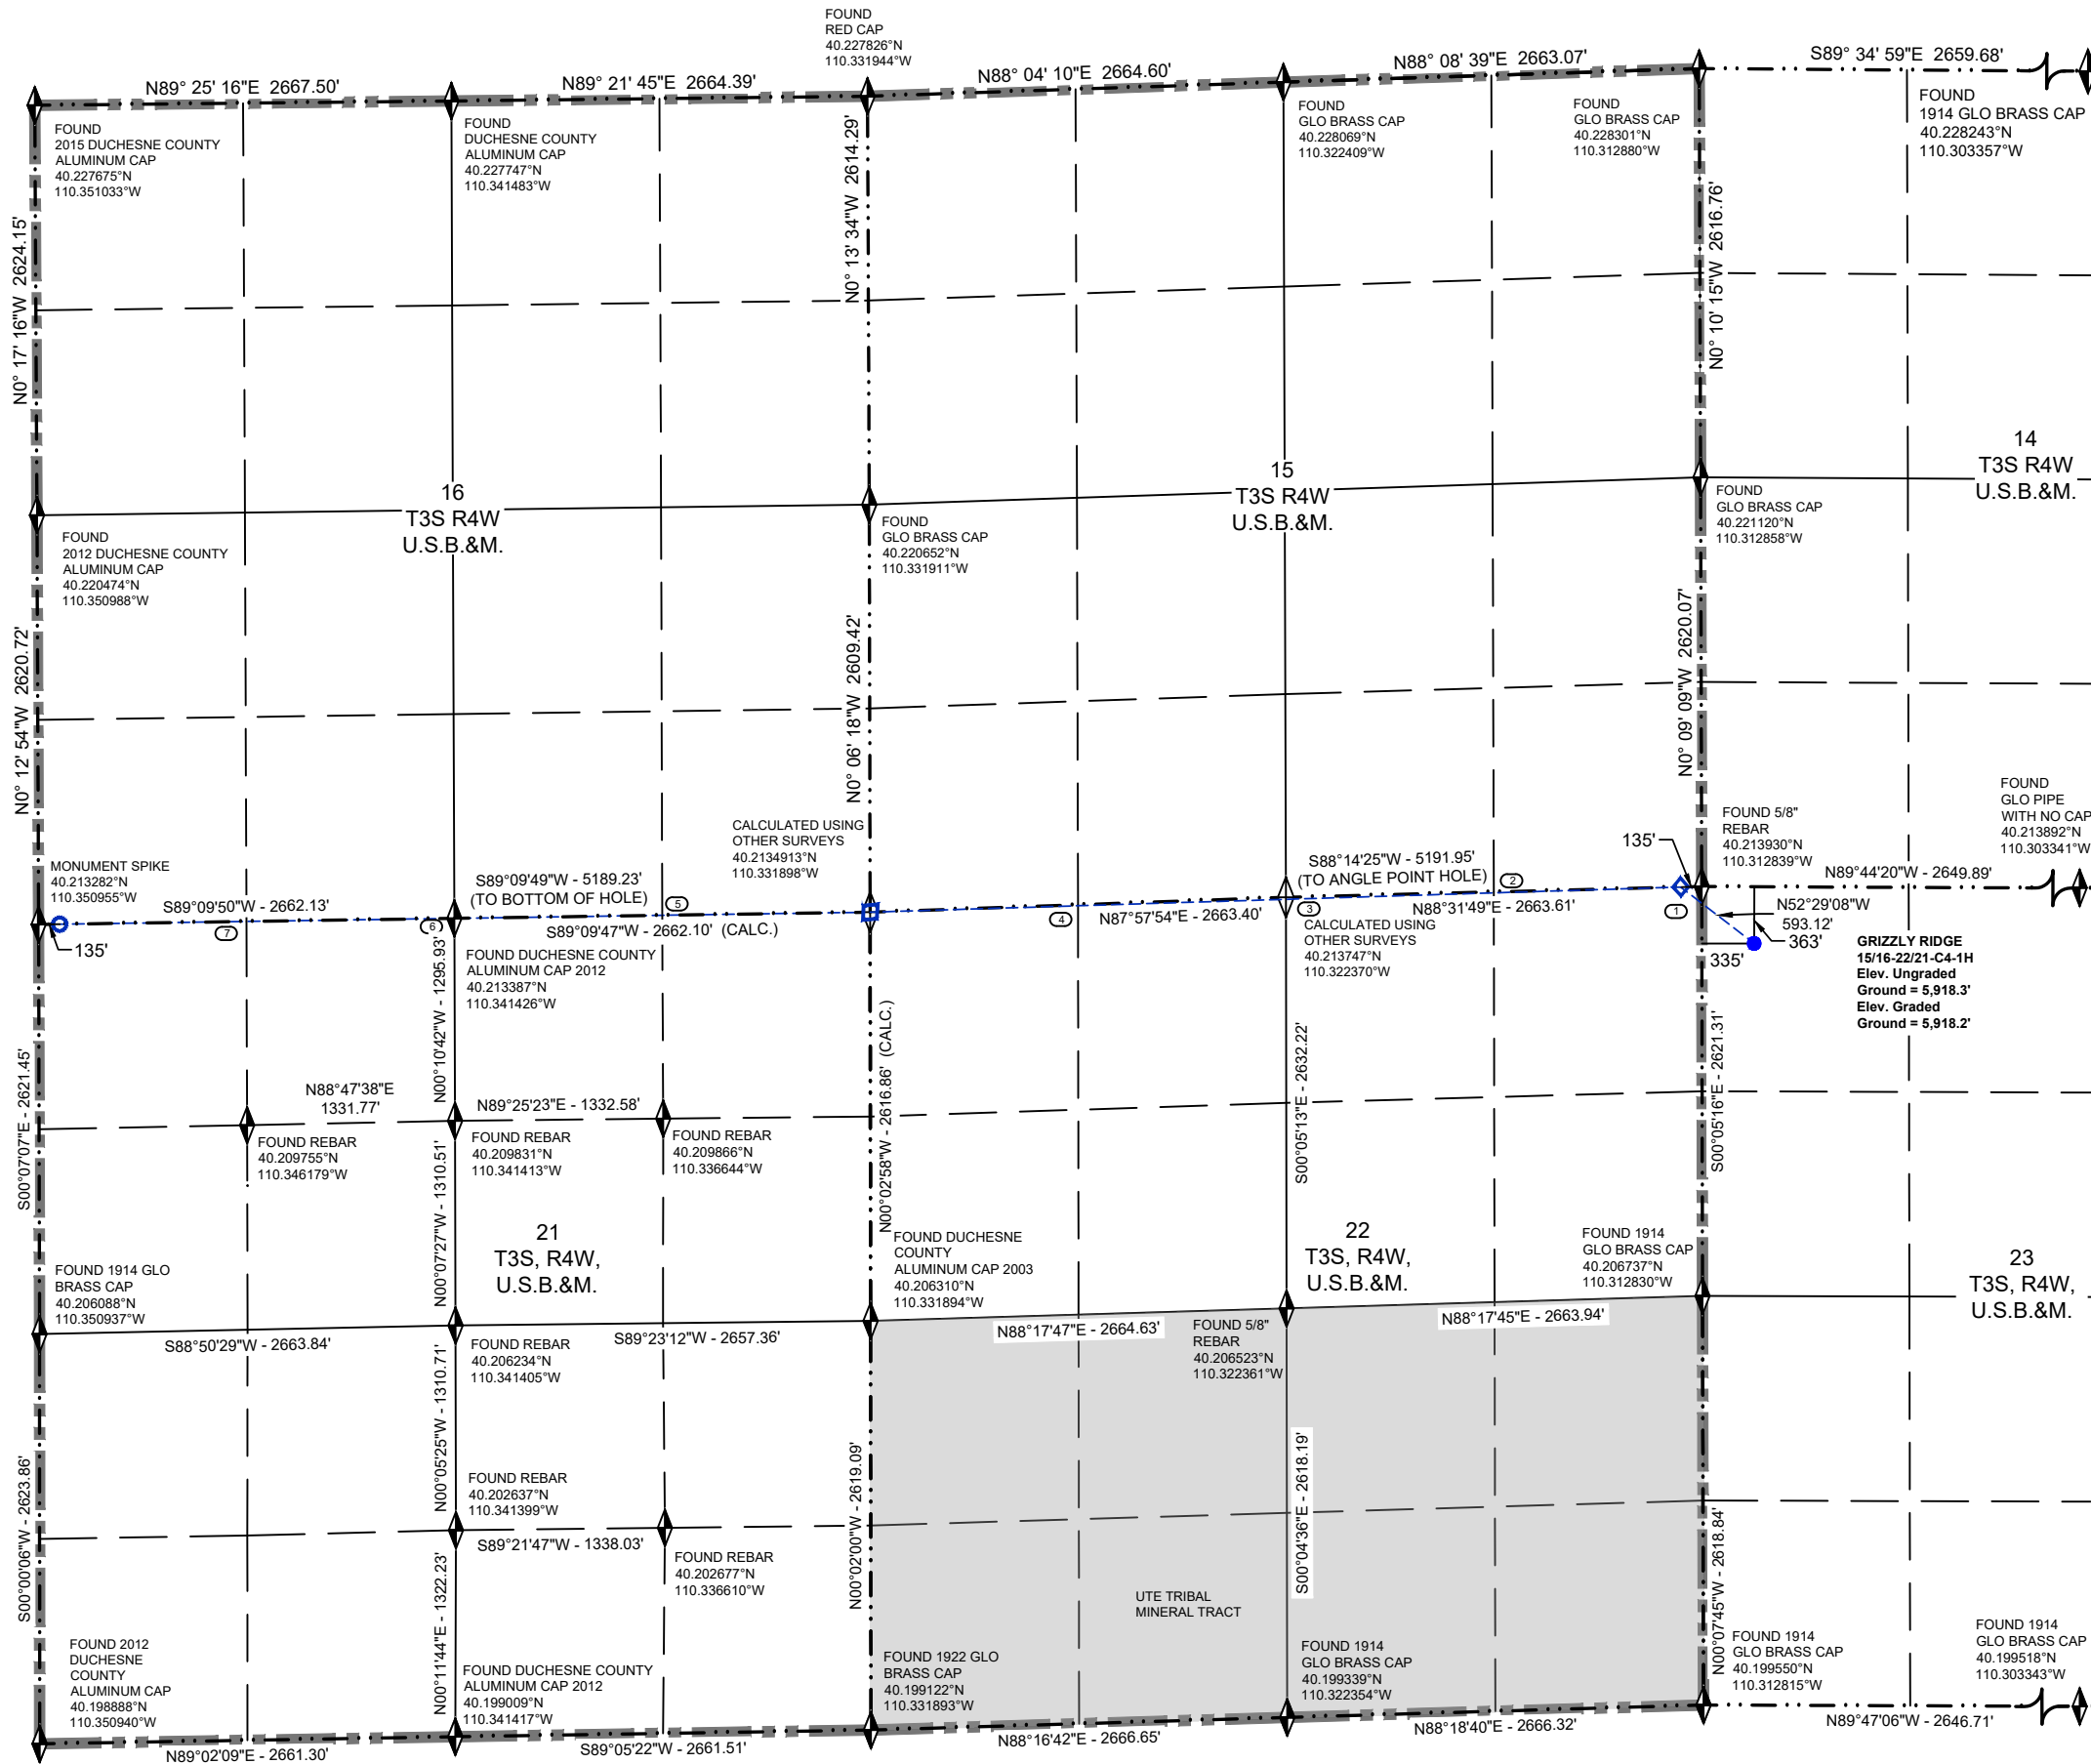 FOUND
RED CAP
40.227826°N
110.331944°W
N89° 25' 16"E  2667.50'
N89° 21' 45"E  2664.39'
N88° 04' 10"E  2664.60'
N88° 08' 39"E  2663.07'
S89° 34' 59"E  2659.68'
FOUND
2015 DUCHESNE COUNTY
ALUMINUM CAP
40.227675°N
110.351033°W
FOUND
DUCHESNE COUNTY
ALUMINUM CAP
40.227747°N
110.341483°W
FOUND
GLO BRASS CAP
40.228069°N
110.322409°W
FOUND
GLO BRASS CAP
40.228301°N
110.312880°W
FOUND
1914 GLO BRASS CAP
40.228243°N
110.303357°W
N0° 17' 16"W  2624.15'
N0° 13' 34"W  2614.29'
N0° 10' 15"W  2616.76'
16
T3S R4W
U.S.B.&M.
15
T3S R4W
U.S.B.&M.
14
T3S R4W
U.S.B.&M.
FOUND
2012 DUCHESNE COUNTY
ALUMINUM CAP
40.220474°N
110.350988°W
FOUND
GLO BRASS CAP
40.220652°N
110.331911°W
FOUND
GLO BRASS CAP
40.221120°N
110.312858°W
N0° 12' 54"W  2620.72'
N0° 06' 18"W  2609.42'
N0° 09' 09"W  2620.07'
MONUMENT SPIKE
40.213282°N
110.350955°W
CALCULATED USING
OTHER SURVEYS
40.2134913°N
110.331898°W
FOUND 5/8"
REBAR
40.213930°N
110.312839°W
FOUND
GLO PIPE
WITH NO CAP
40.213892°N
110.303341°W
135'
S89°09'50"W - 2662.13'
S89°09'49"W - 5189.23'
(TO BOTTOM OF HOLE)
S88°14'25"W - 5191.95'
(TO ANGLE POINT HOLE)
N89°44'20"W - 2649.89'
7
6
5
4
3
2
1
135'
S89°09'47"W - 2662.10'  (CALC.)
N87°57'54"E - 2663.40'
N88°31'49"E - 2663.61'
N52°29'08"W
593.12'
363'
335'
GRIZZLY RIDGE
15/16-22/21-C4-1H
Elev. Ungraded
Ground = 5,918.3'
Elev. Graded
Ground = 5,918.2'
FOUND DUCHESNE COUNTY
ALUMINUM CAP 2012
40.213387°N
110.341426°W
CALCULATED USING
OTHER SURVEYS
40.213747°N
110.322370°W
S00°07'07"E - 2621.45'
N00°10'42"W - 1295.93'
N00°02'58"W - 2616.86'  (CALC.)
S00°05'13"E - 2632.22'
S00°05'16"E - 2621.31'
N88°47'38"E
1331.77'
N89°25'23"E - 1332.58'
FOUND REBAR
40.209755°N
110.346179°W
FOUND REBAR
40.209831°N
110.341413°W
FOUND REBAR
40.209866°N
110.336644°W
N00°07'27"W - 1310.51'
21
T3S, R4W,
U.S.B.&M.
22
T3S, R4W,
U.S.B.&M.
23
T3S, R4W,
U.S.B.&M.
FOUND 1914 GLO
BRASS CAP
40.206088°N
110.350937°W
FOUND DUCHESNE
COUNTY
ALUMINUM CAP 2003
40.206310°N
110.331894°W
FOUND 1914
GLO BRASS CAP
40.206737°N
110.312830°W
S88°50'29"W - 2663.84'
S89°23'12"W - 2657.36'
N88°17'47"E - 2664.63'
N88°17'45"E - 2663.94'
FOUND REBAR
40.206234°N
110.341405°W
FOUND 5/8"
REBAR
40.206523°N
110.322361°W
S00°00'06"W - 2623.86'
N00°05'25"W - 1310.71'
N00°02'00"W - 2619.09'
S00°04'36"E - 2618.19'
N00°07'45"W - 2618.84'
FOUND REBAR
40.202637°N
110.341399°W
S89°21'47"W - 1338.03'
FOUND REBAR
40.202677°N
110.336610°W
N00°11'44"E - 1322.23'
UTE TRIBAL
MINERAL TRACT
FOUND 2012
DUCHESNE
COUNTY
ALUMINUM CAP
40.198888°N
110.350940°W
FOUND DUCHESNE COUNTY
ALUMINUM CAP 2012
40.199009°N
110.341417°W
FOUND 1922 GLO
BRASS CAP
40.199122°N
110.331893°W
FOUND 1914
GLO BRASS CAP
40.199339°N
110.322354°W
FOUND 1914
GLO BRASS CAP
40.199550°N
110.312815°W
FOUND 1914
GLO BRASS CAP
40.199518°N
110.303343°W
N89°02'09"E - 2661.30'
S89°05'22"W - 2661.51'
N88°16'42"E - 2666.65'
N88°18'40"E - 2666.32'
N89°47'06"W - 2646.71'